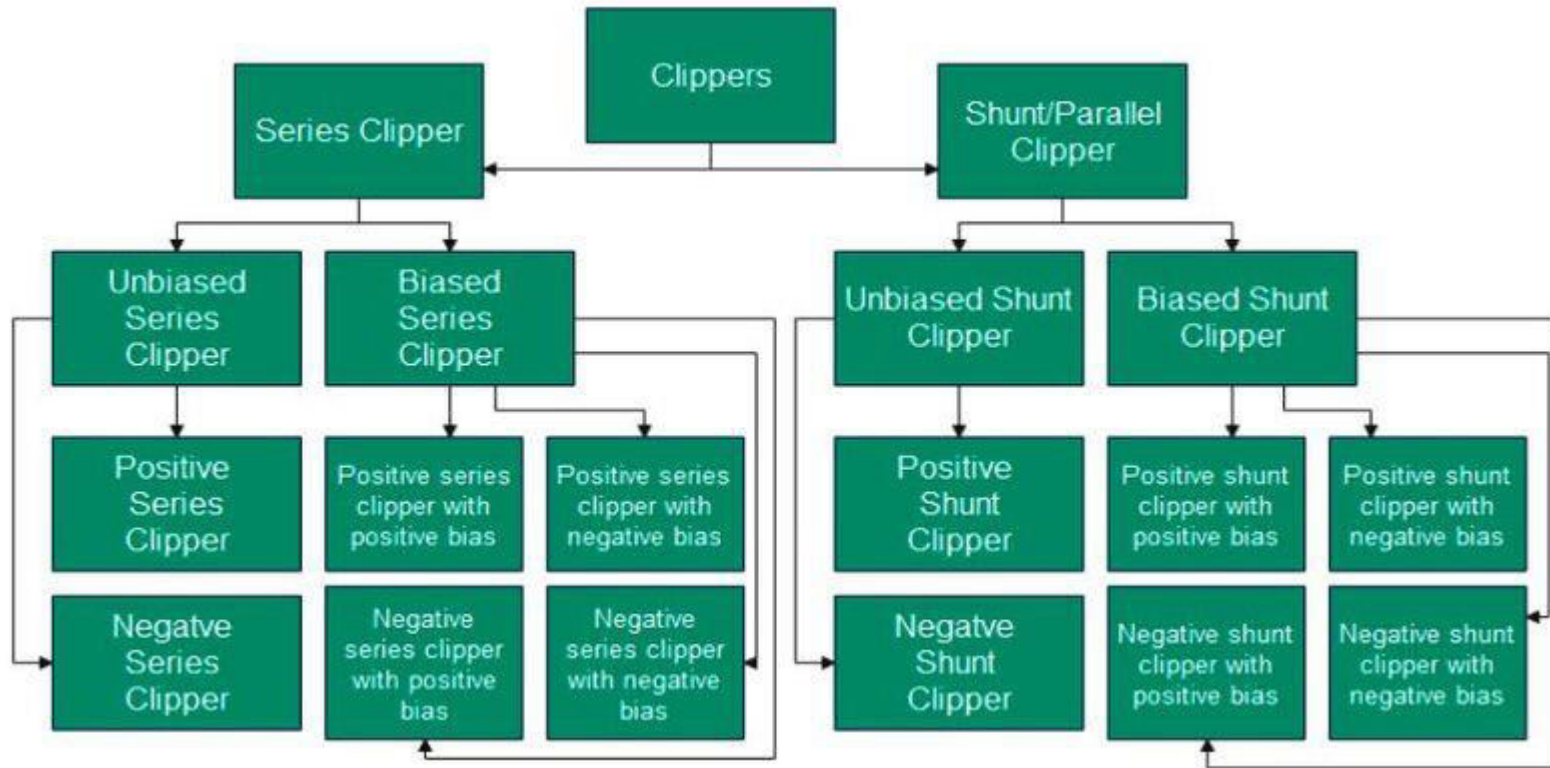 Clippers
Series Clipper
Shunt/Parallel
Clipper
Unbiased
Series
Clipper
Biased
Series
Clipper
Unbiased Shunt
Clipper
Biased Shunt
Clipper
Positive
Series
Clipper
Positive series
clipper with
positive bias
Positive series
clipper with
negative bias
Positive
Shunt
Clipper
Positive shunt
clipper with
positive bias
Positive shunt
clipper with
negative bias
Negatve
Series
Clipper
Negative
series clipper
with positive
bias
Negative
series clipper
with negative
bias
Negatve
Shunt
Clipper
Negative shunt
clipper with
positive bias
Negative shunt
clipper with
negative bias